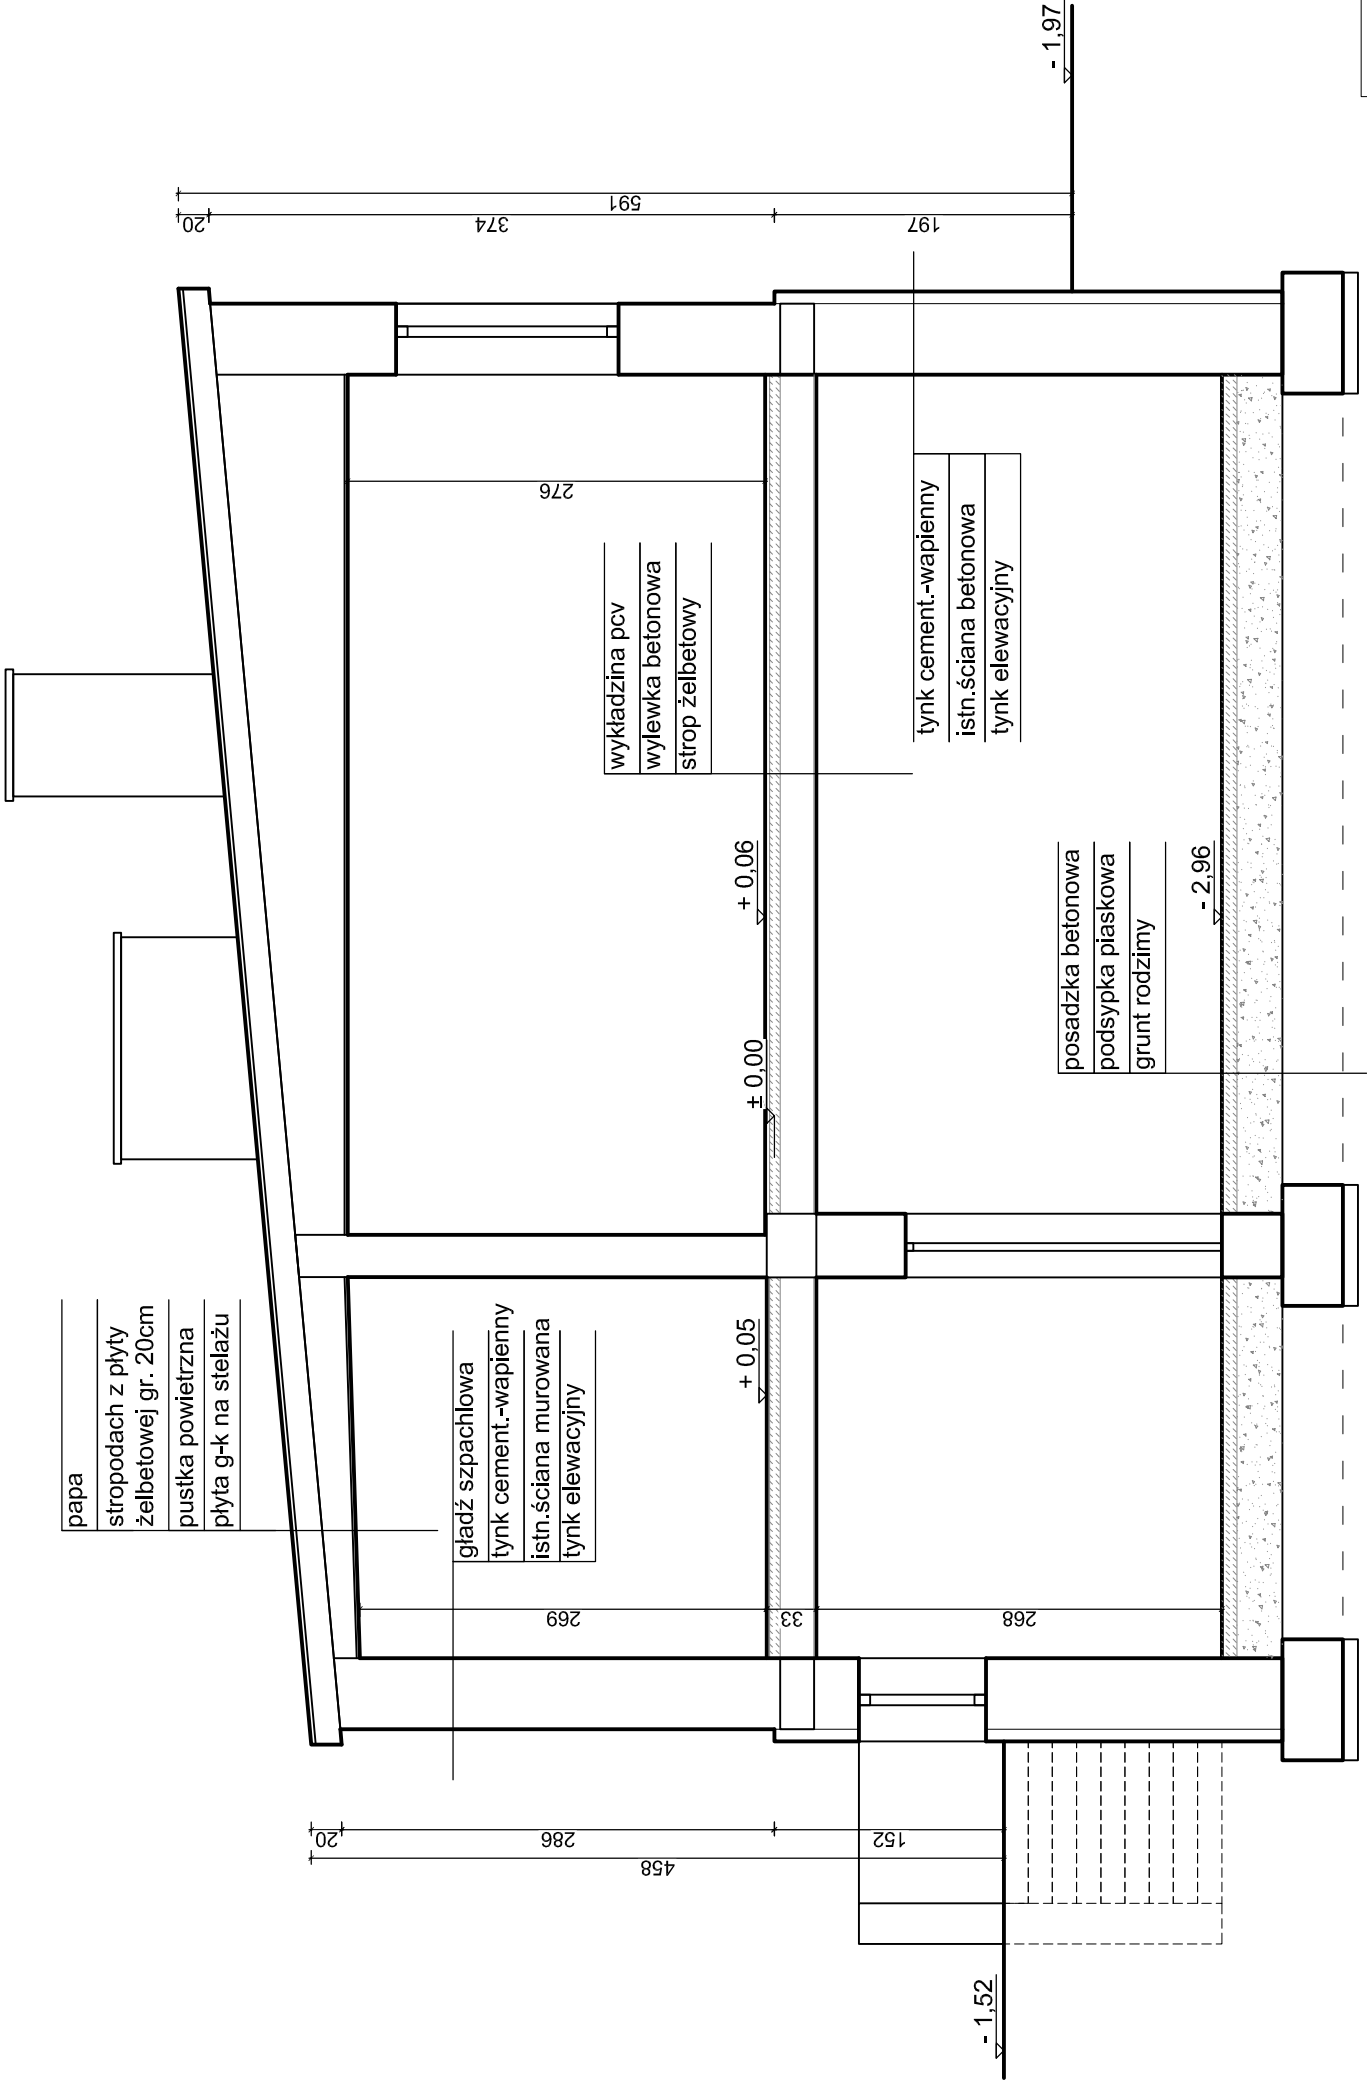 papa
stropodach z płyty
żelbetowej gr. 20cm
pustka powietrzna
płyta g-k na stelażu
gładź szpachlowa
tynk cement.-wapienny
istn.ściana murowana
tynk elewacyjny
wykładzina pcv
wylewka betonowa
strop żelbetowy
tynk cement.-wapienny
istn.ściana betonowa
tynk elewacyjny
posadzka betonowa
podsypka piaskowa
grunt rodzimy
+ 0,05
± 0,00
+ 0,06
- 2,96
- 1,52
- 1,97
20
286
152
458
269
33
268
276
20
374
197
591